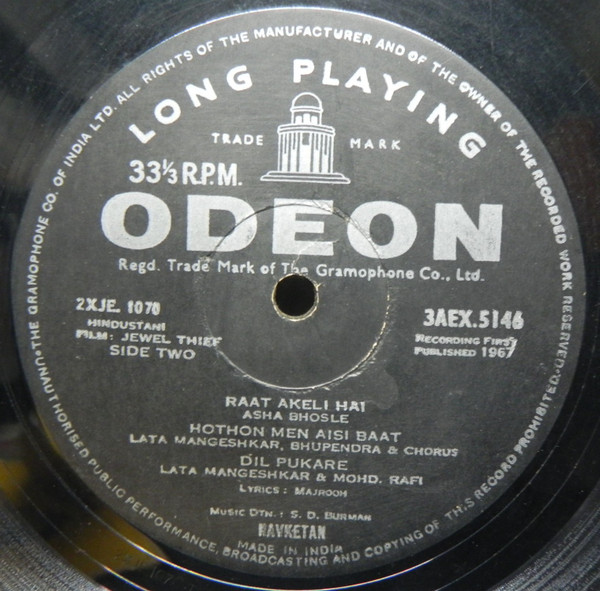 THE GRAMOPHONE CO. OF INDIA LTD. ALL RIGHTS OF THE MANUFACTURER AND OF THE OWNER OF THE RECORDED WORK RESERVED. UNAUTHORISED PUBLIC PERFORMANCE, BROADCASTING AND COPYING OF THIS RECORD PROHIBITED.
LONG PLAYING
TRADE MARK
33⅓ R.P.M.
ODEON
Regd. Trade Mark of The Gramophone Co., Ltd.
2XJE. 1070
3AEX.5146
HINDUSTANI
FILM: JEWEL THIEF
SIDE TWO
RECORDING FIRST
PUBLISHED 1967
RAAT AKELI HAI
ASHA BHOSLE
HOTHON MEN AISI BAAT
LATA MANGESHKAR, BHUPENDRA & CHORUS
DIL PUKARE
LATA MANGESHKAR & MOHD. RAFI
LYRICS : MAJROOH
MUSIC DTN. : S. D. BURMAN
NAVKETAN
MADE IN INDIA